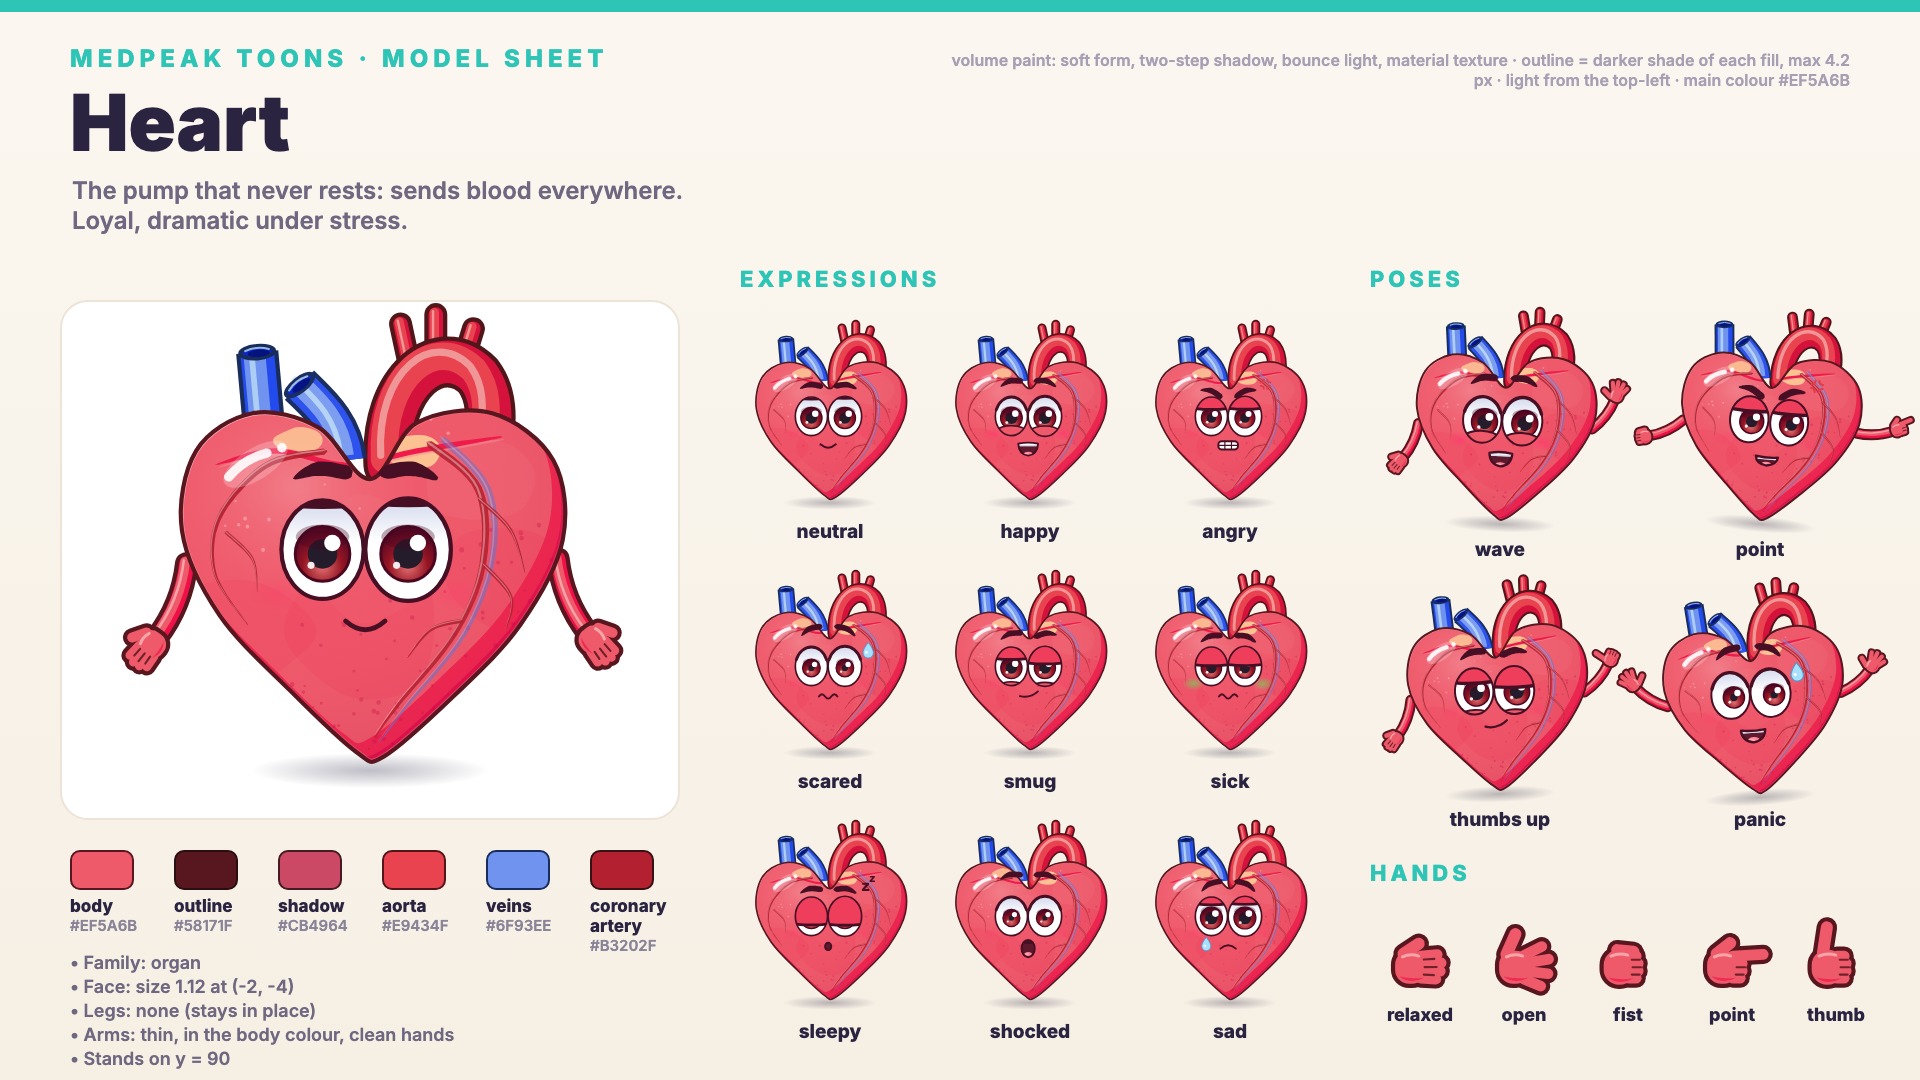 MEDPEAK TOONS · MODEL SHEET
volume paint: soft form, two-step shadow, bounce light, material texture · outline = darker shade of each fill, max 4.2
px · light from the top-left · main colour #EF5A6B
Heart
The pump that never rests: sends blood everywhere.
Loyal, dramatic under stress.
EXPRESSIONS
neutral
happy
angry
scared
smug
sick
z z
sleepy
shocked
sad
POSES
wave
point
thumbs up
panic
HANDS
relaxed
open
fist
point
thumb
body
#EF5A6B
outline
#58171F
shadow
#CB4964
aorta
#E9434F
veins
#6F93EE
coronary
artery
#B3202F
• Family: organ
• Face: size 1.12 at (-2, -4)
• Legs: none (stays in place)
• Arms: thin, in the body colour, clean hands
• Stands on y = 90